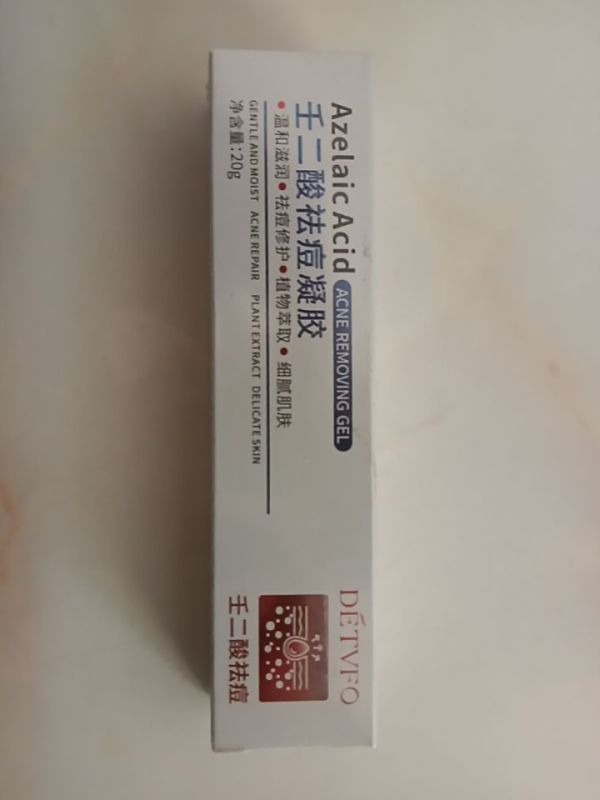 Azelaic Acid ACNE REMOVING GEL
壬二酸祛痘凝胶
•温和滋润•祛痘修护•植物萃取•细腻肌肤
GENTLE AND MOIST ACNE REPAIR PLANT EXTRACT DELICATE SKIN
净含量:20g
DÉTVFO
壬二酸祛痘